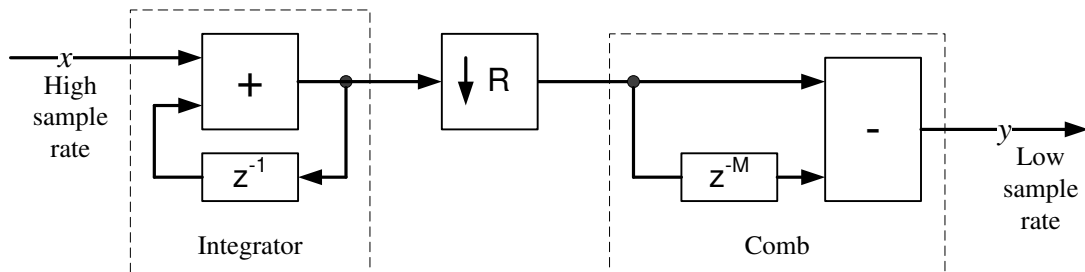 x
High
sample
rate
+
z⁻¹
Integrator
↓ R
z⁻ᴹ
Comb
-
y
Low
sample
rate